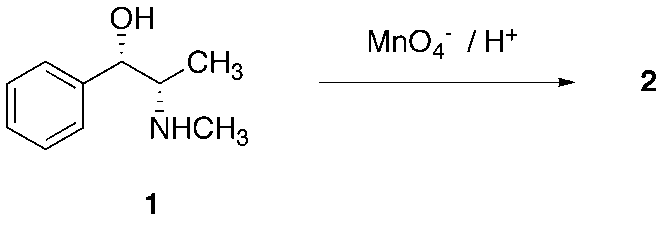 OH
CH₃
NHCH₃
1
MnO₄⁻ / H⁺
2